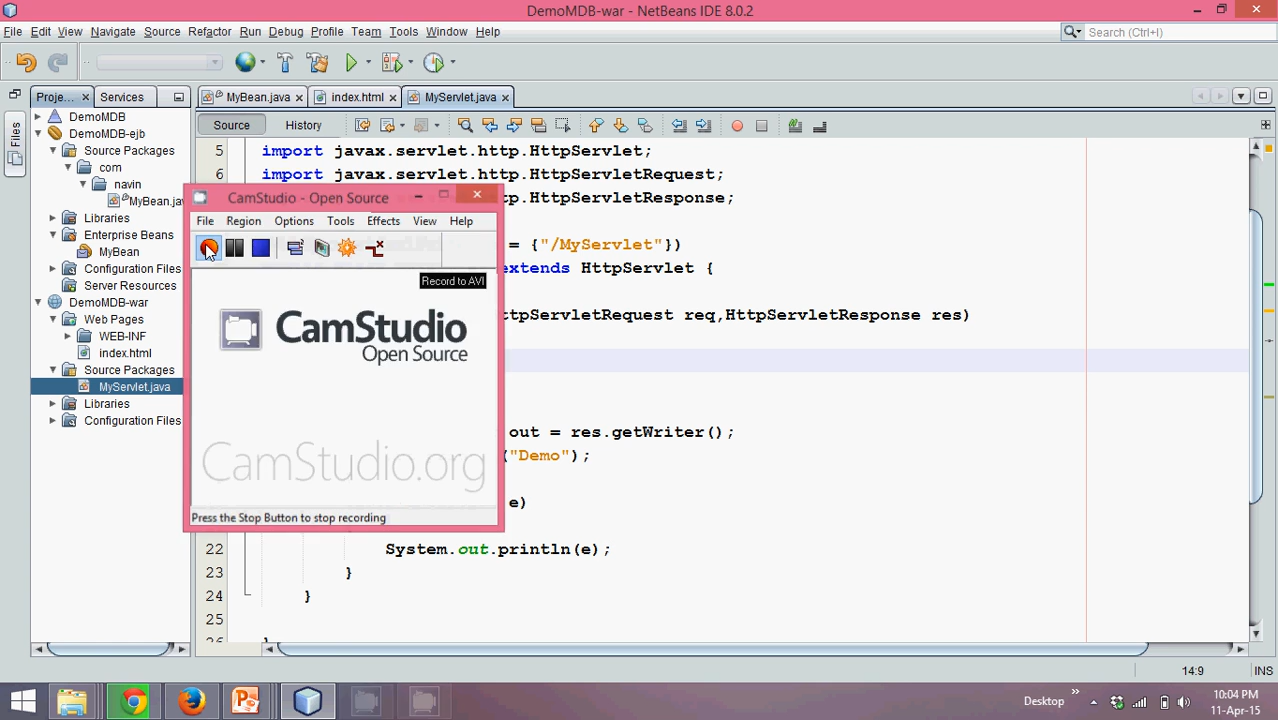 DemoMDB-war - NetBeans IDE 8.0.2
File Edit View Navigate Source Refactor Run Debug Profile Team Tools Window Help
Search (Ctrl+I)
Proje... Services
MyBean.java index.html MyServlet.java
Files
Source History
DemoMDB
DemoMDB-ejb
Source Packages
com
navin
MyBean.jav
Libraries
Enterprise Beans
MyBean
Configuration Files
Server Resources
DemoMDB-war
Web Pages
WEB-INF
index.html
Source Packages
MyServlet.java
Libraries
Configuration Files
5 import javax.servlet.http.HttpServlet;
6 import javax.servlet.http.HttpServletRequest;
http.HttpServletResponse;
= {"/MyServlet"})
extends HttpServlet {
ttpServletRequest req,HttpServletResponse res)
out = res.getWriter();
("Demo");
e)
22 System.out.println(e);
23 }
24 }
25
26
CamStudio - Open Source
File Region Options Tools Effects View Help
Record to AVI
CamStudio
Open Source
CamStudio.org
Press the Stop Button to stop recording
14:9 INS
Desktop
10:04 PM
11-Apr-15